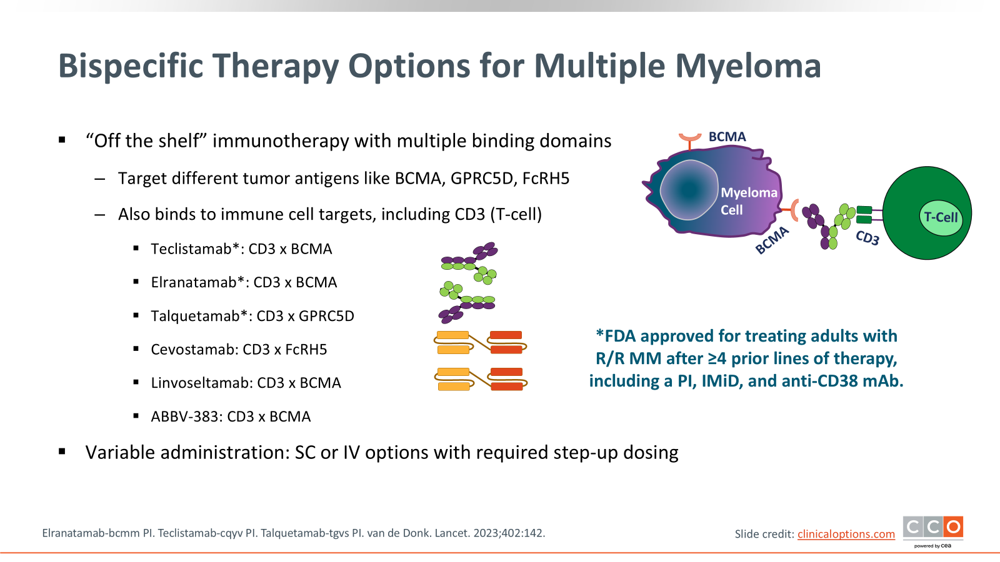 Bispecific Therapy Options for Multiple Myeloma
▪ “Off the shelf” immunotherapy with multiple binding domains
– Target different tumor antigens like BCMA, GPRC5D, FcRH5
– Also binds to immune cell targets, including CD3 (T-cell)
▪ Teclistamab*: CD3 x BCMA
▪ Elranatamab*: CD3 x BCMA
▪ Talquetamab*: CD3 x GPRC5D
▪ Cevostamab: CD3 x FcRH5
▪ Linvoseltamab: CD3 x BCMA
▪ ABBV-383: CD3 x BCMA
▪ Variable administration: SC or IV options with required step-up dosing
BCMA
Myeloma
Cell
BCMA
CD3
T-Cell
*FDA approved for treating adults with
R/R MM after ≥4 prior lines of therapy,
including a PI, IMiD, and anti-CD38 mAb.
Elranatamab-bcmm PI. Teclistamab-cqyv PI. Talquetamab-tgvs PI. van de Donk. Lancet. 2023;402:142.
Slide credit: clinicaloptions.com
CCO
powered by cea